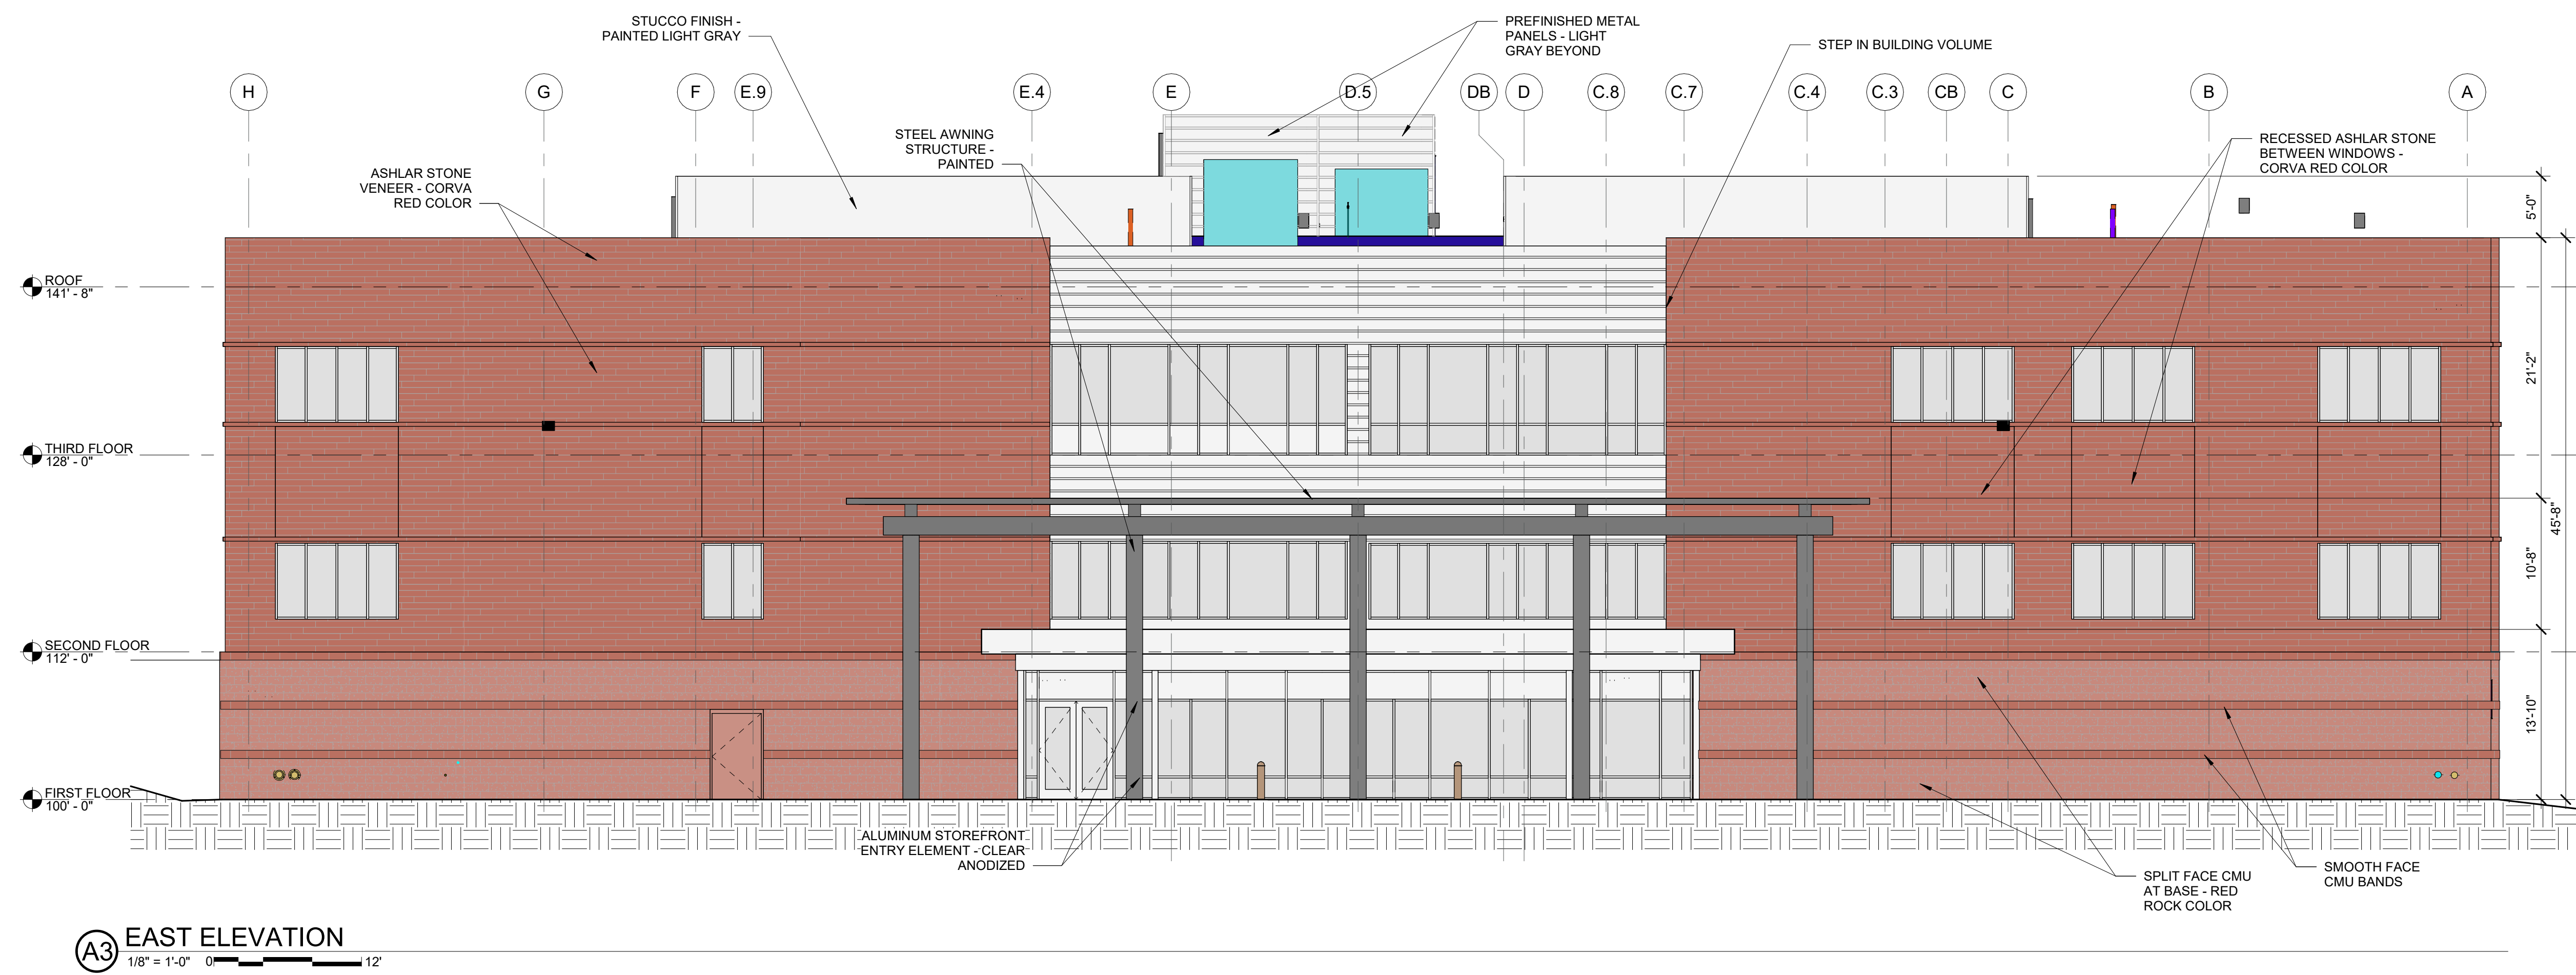 STUCCO FINISH -
PAINTED LIGHT GRAY
PREFINISHED METAL
PANELS - LIGHT
GRAY BEYOND
STEP IN BUILDING VOLUME
H
G
F
E.9
E.4
E
D.5
DB
D
C.8
C.7
C.4
C.3
CB
C
B
A
STEEL AWNING
STRUCTURE -
PAINTED
RECESSED ASHLAR STONE
BETWEEN WINDOWS -
CORVA RED COLOR
ASHLAR STONE
VENEER - CORVA
RED COLOR
5'-0"
ROOF
141' - 8"
21'-2"
THIRD FLOOR
128' - 0"
45'-8"
10'-8"
SECOND FLOOR
112' - 0"
13'-10"
FIRST FLOOR
100' - 0"
ALUMINUM STOREFRONT
ENTRY ELEMENT - CLEAR
ANODIZED
SPLIT FACE CMU
AT BASE - RED
ROCK COLOR
SMOOTH FACE
CMU BANDS
A3
EAST ELEVATION
1/8" = 1'-0" 0 12'